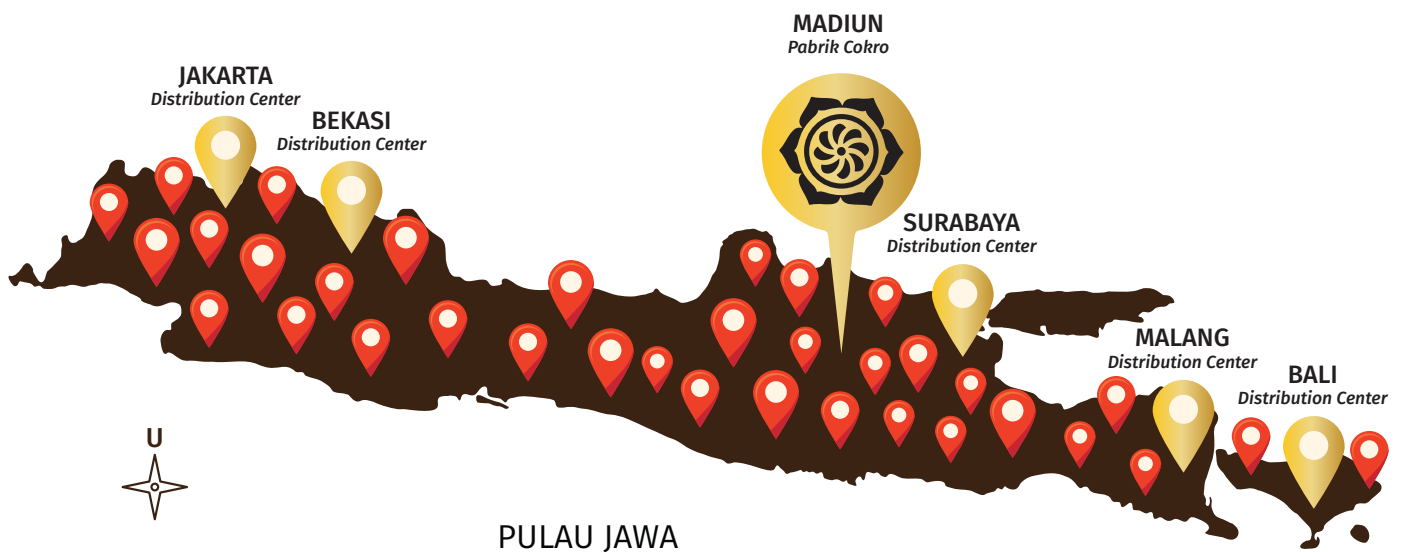 MADIUN
Pabrik Cokro
JAKARTA
Distribution Center
BEKASI
Distribution Center
SURABAYA
Distribution Center
MALANG
Distribution Center
BALI
Distribution Center
U
PULAU JAWA